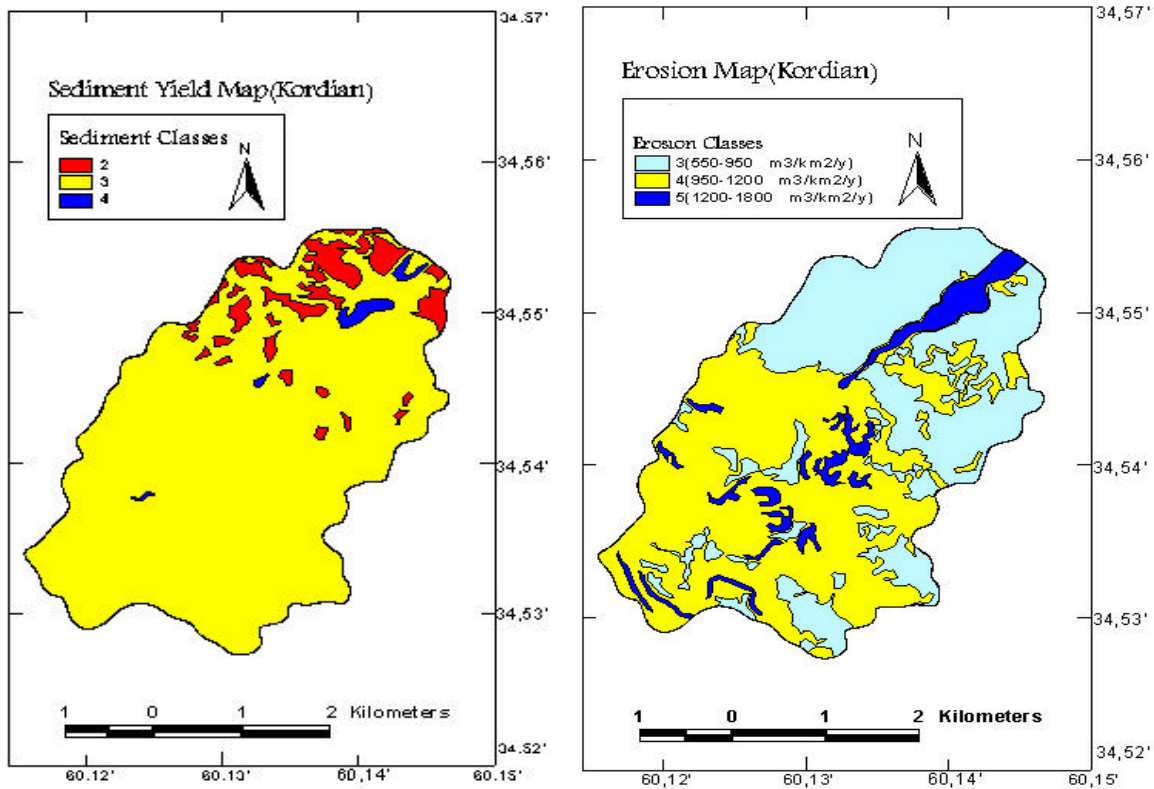 Sediment Yield Map(Kordian)
Sediment Classes
2
3
4
N
34.57'
34,56'
34,55'
34,54'
34,53'
34.52'
60.12'
60.13'
60,14'
60.15'
1 0 1 2 Kilometers
Erosion Map(Kordian)
Erosion Classes
3(550-950 m3/km2/y)
4(950-1200 m3/km2/y)
5(1200-1800 m3/km2/y)
N
34,57'
34,56'
34,55'
34,54'
34,53'
34,52'
60,12'
60,13'
60,14'
60,15'
1 0 1 2 Kilometers